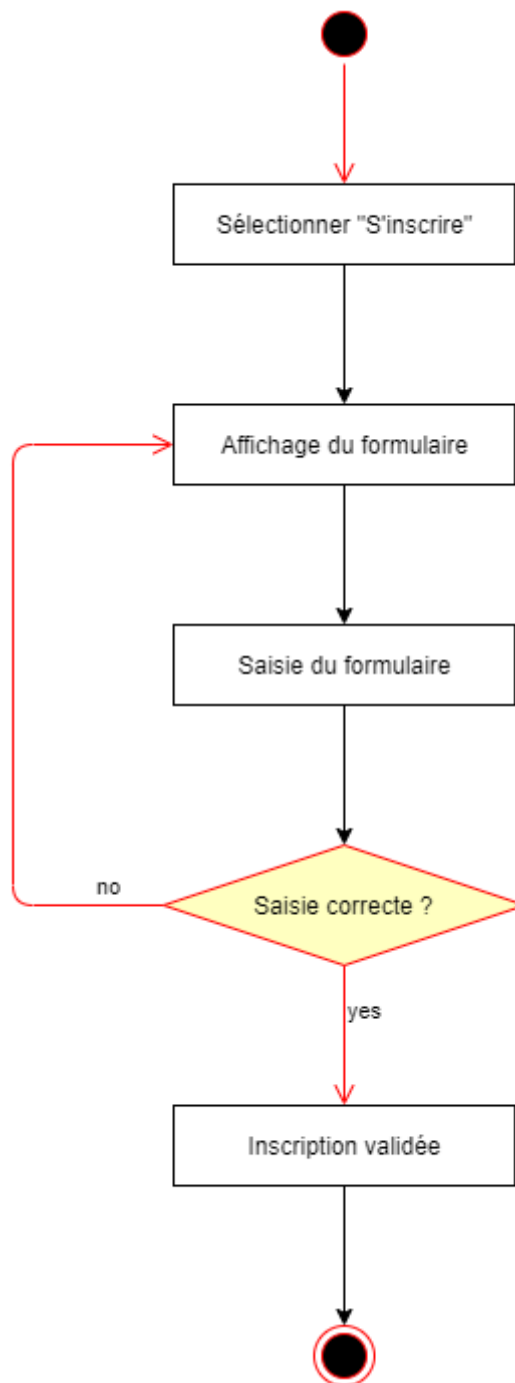 Sélectionner "S'inscrire"
Affichage du formulaire
Saisie du formulaire
Saisie correcte ?
no
yes
Inscription validée